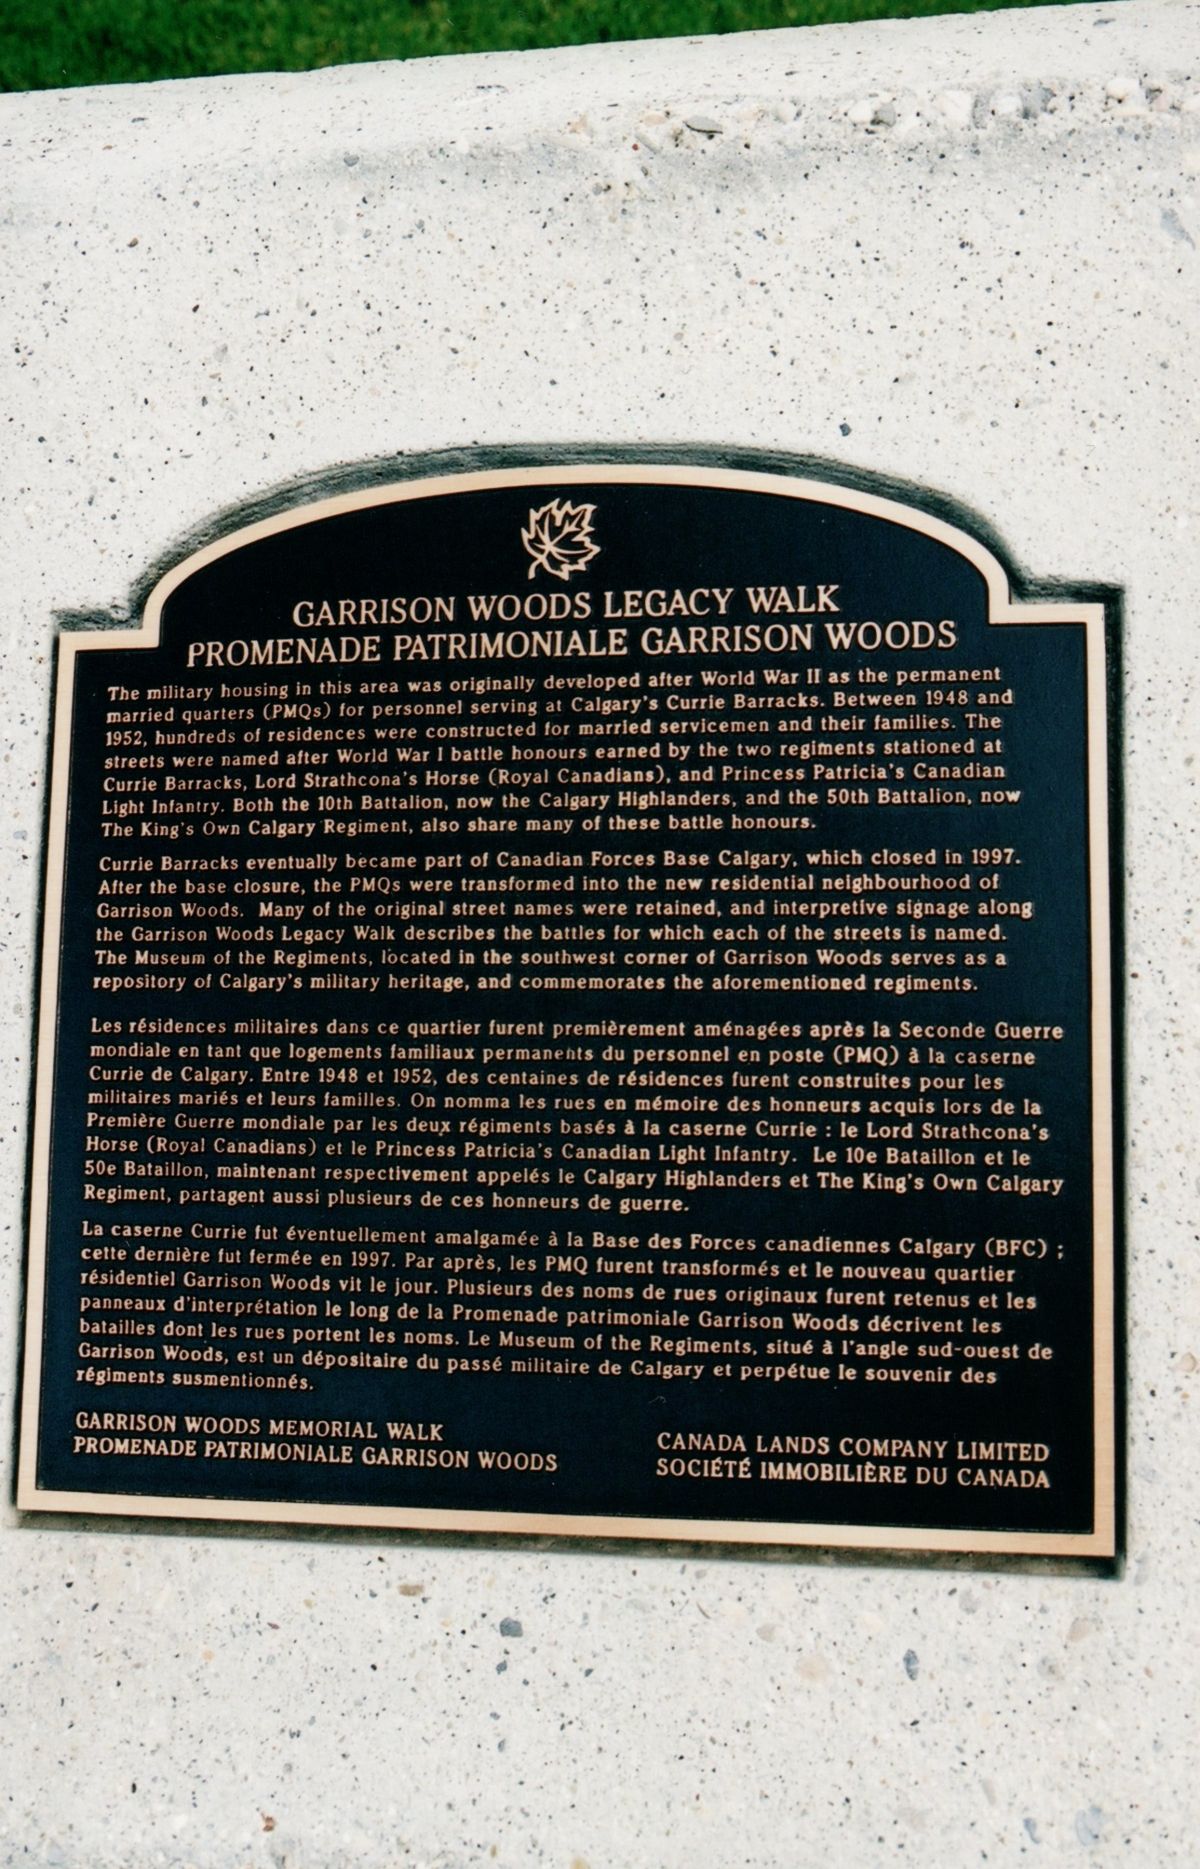 GARRISON WOODS LEGACY WALK
PROMENADE PATRIMONIALE GARRISON WOODS
The military housing in this area was originally developed after World War II as the permanent
married quarters (PMQs) for personnel serving at Calgary's Currie Barracks. Between 1948 and
1952, hundreds of residences were constructed for married servicemen and their families. The
streets were named after World War I battle honours earned by the two regiments stationed at
Currie Barracks, Lord Strathcona's Horse (Royal Canadians), and Princess Patricia's Canadian
Light Infantry. Both the 10th Battalion, now the Calgary Highlanders, and the 50th Battalion, now
The King's Own Calgary Regiment, also share many of these battle honours.
Currie Barracks eventually became part of Canadian Forces Base Calgary, which closed in 1997.
After the base closure, the PMQs were transformed into the new residential neighbourhood of
Garrison Woods. Many of the original street names were retained, and interpretive signage along
the Garrison Woods Legacy Walk describes the battles for which each of the streets is named.
The Museum of the Regiments, located in the southwest corner of Garrison Woods serves as a
repository of Calgary's military heritage, and commemorates the aforementioned regiments.
Les résidences militaires dans ce quartier furent premièrement aménagées après la Seconde Guerre
mondiale en tant que logements familiaux permanents du personnel en poste (PMQ) à la caserne
Currie de Calgary. Entre 1948 et 1952, des centaines de résidences furent construites pour les
militaires mariés et leurs familles. On nomma les rues en mémoire des honneurs acquis lors de la
Première Guerre mondiale par les deux régiments basés à la caserne Currie : le Lord Strathcona's
Horse (Royal Canadians) et le Princess Patricia's Canadian Light Infantry. Le 10e Bataillon et le
50e Bataillon, maintenant respectivement appelés le Calgary Highlanders et The King's Own Calgary
Regiment, partagent aussi plusieurs de ces honneurs de guerre.
La caserne Currie fut éventuellement amalgamée à la Base des Forces canadiennes Calgary (BFC) ;
cette dernière fut fermée en 1997. Par après, les PMQ furent transformés et le nouveau quartier
résidentiel Garrison Woods vit le jour. Plusieurs des noms de rues originaux furent retenus et les
panneaux d'interprétation le long de la Promenade patrimoniale Garrison Woods décrivent les
batailles dont les rues portent les noms. Le Museum of the Regiments, situé à l'angle sud-ouest de
Garrison Woods, est un dépositaire du passé militaire de Calgary et perpétue le souvenir des
régiments susmentionnés.
GARRISON WOODS MEMORIAL WALK
PROMENADE PATRIMONIALE GARRISON WOODS
CANADA LANDS COMPANY LIMITED
SOCIÉTÉ IMMOBILIÈRE DU CANADA